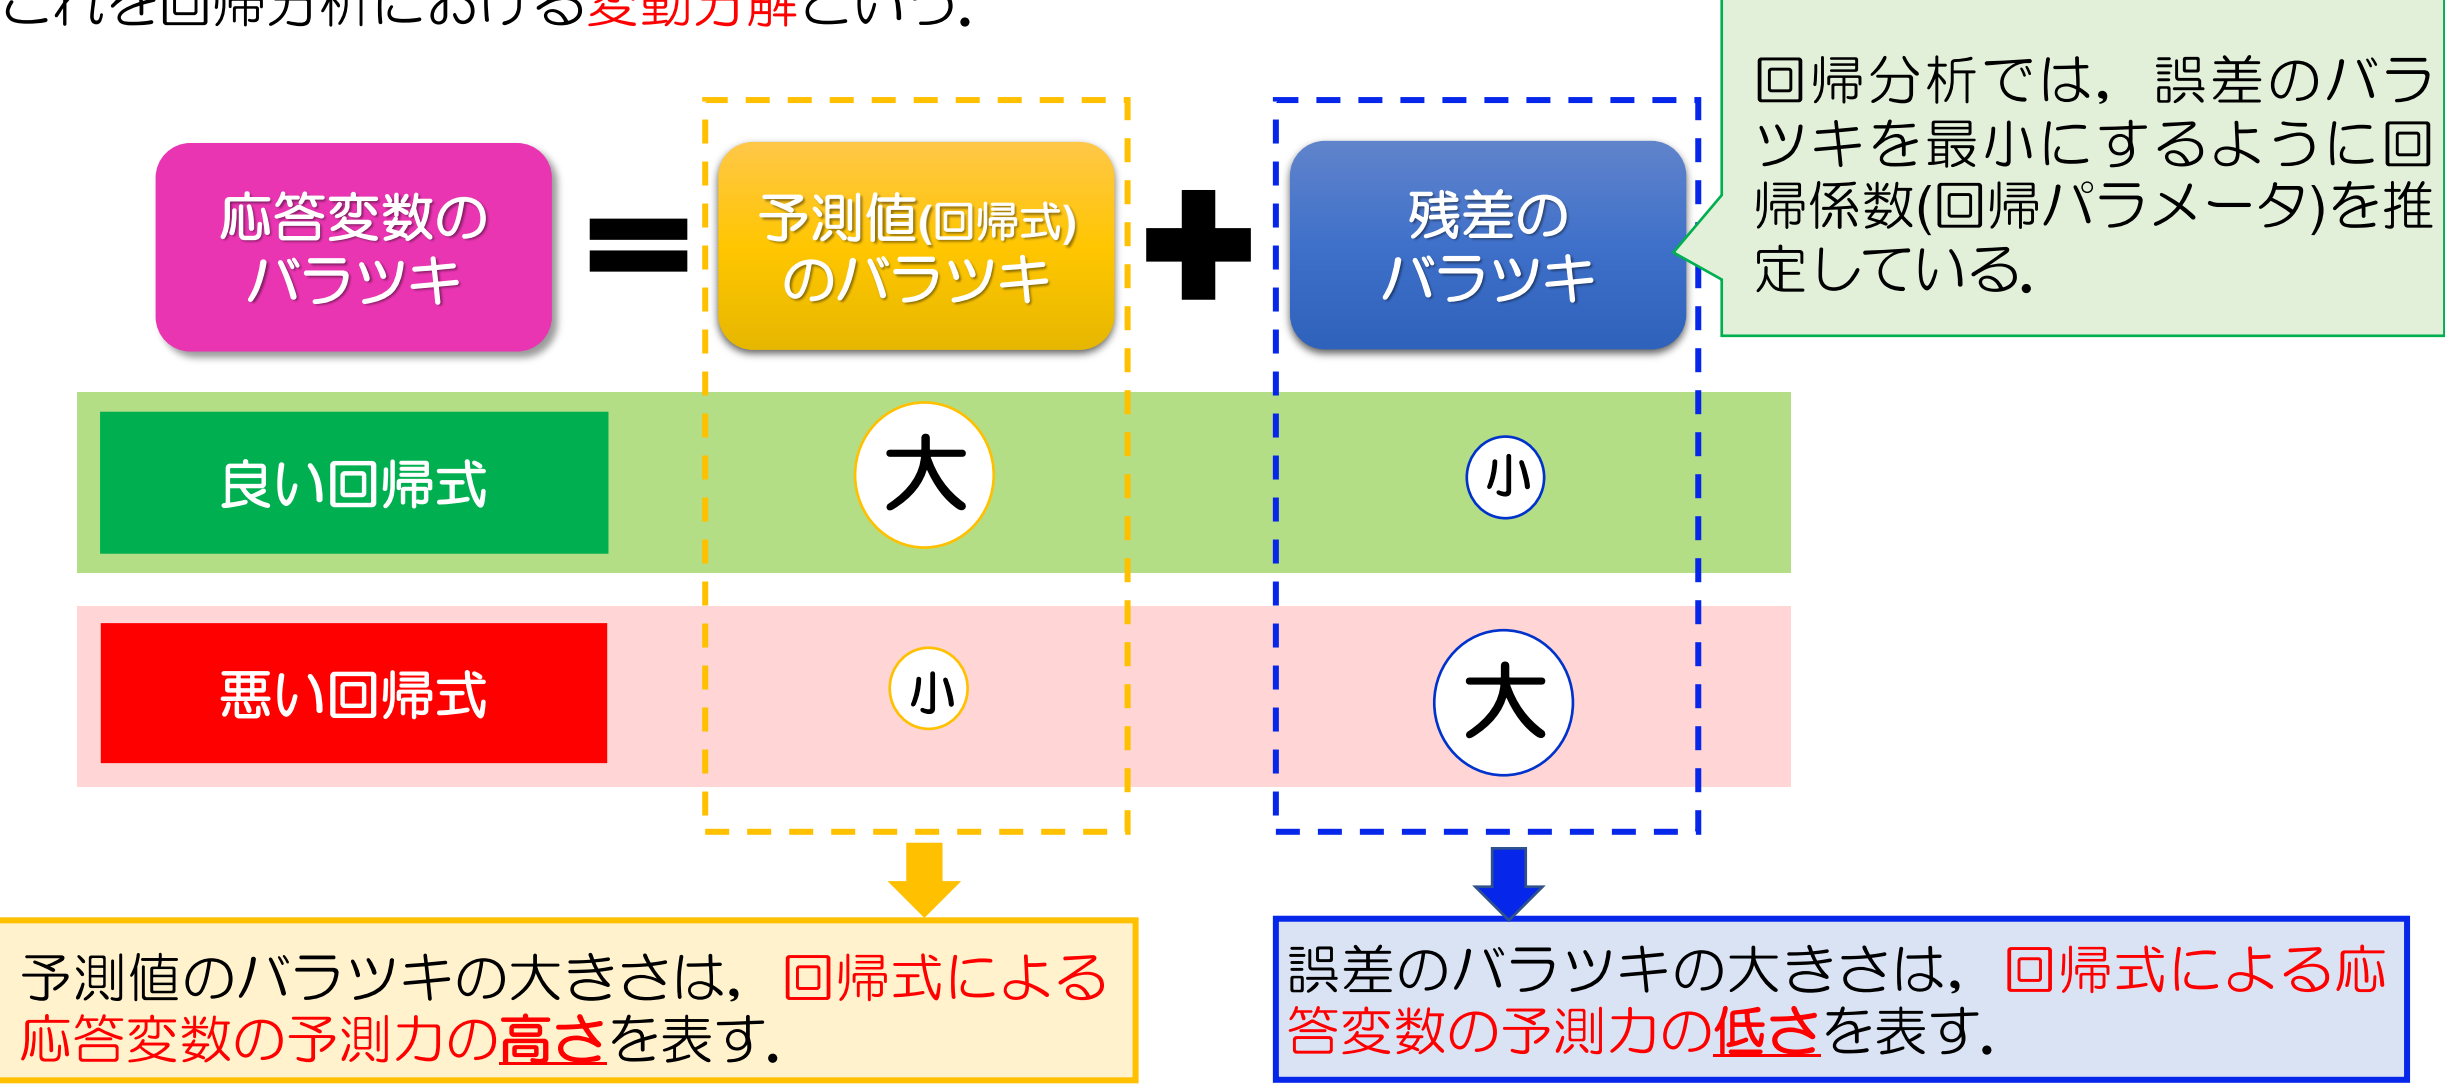 これを回帰分析における変動分解という.
回帰分析では，誤差のバラ
ツキを最小にするように回
帰係数(回帰パラメータ)を推
定している.
応答変数の
バラツキ
=
予測値(回帰式)
のバラツキ
+
残差の
バラツキ
良い回帰式
大
小
悪い回帰式
小
大
予測値のバラツキの大きさは，回帰式による
応答変数の予測力の高さを表す.
誤差のバラツキの大きさは，回帰式による応
答変数の予測力の低さを表す.